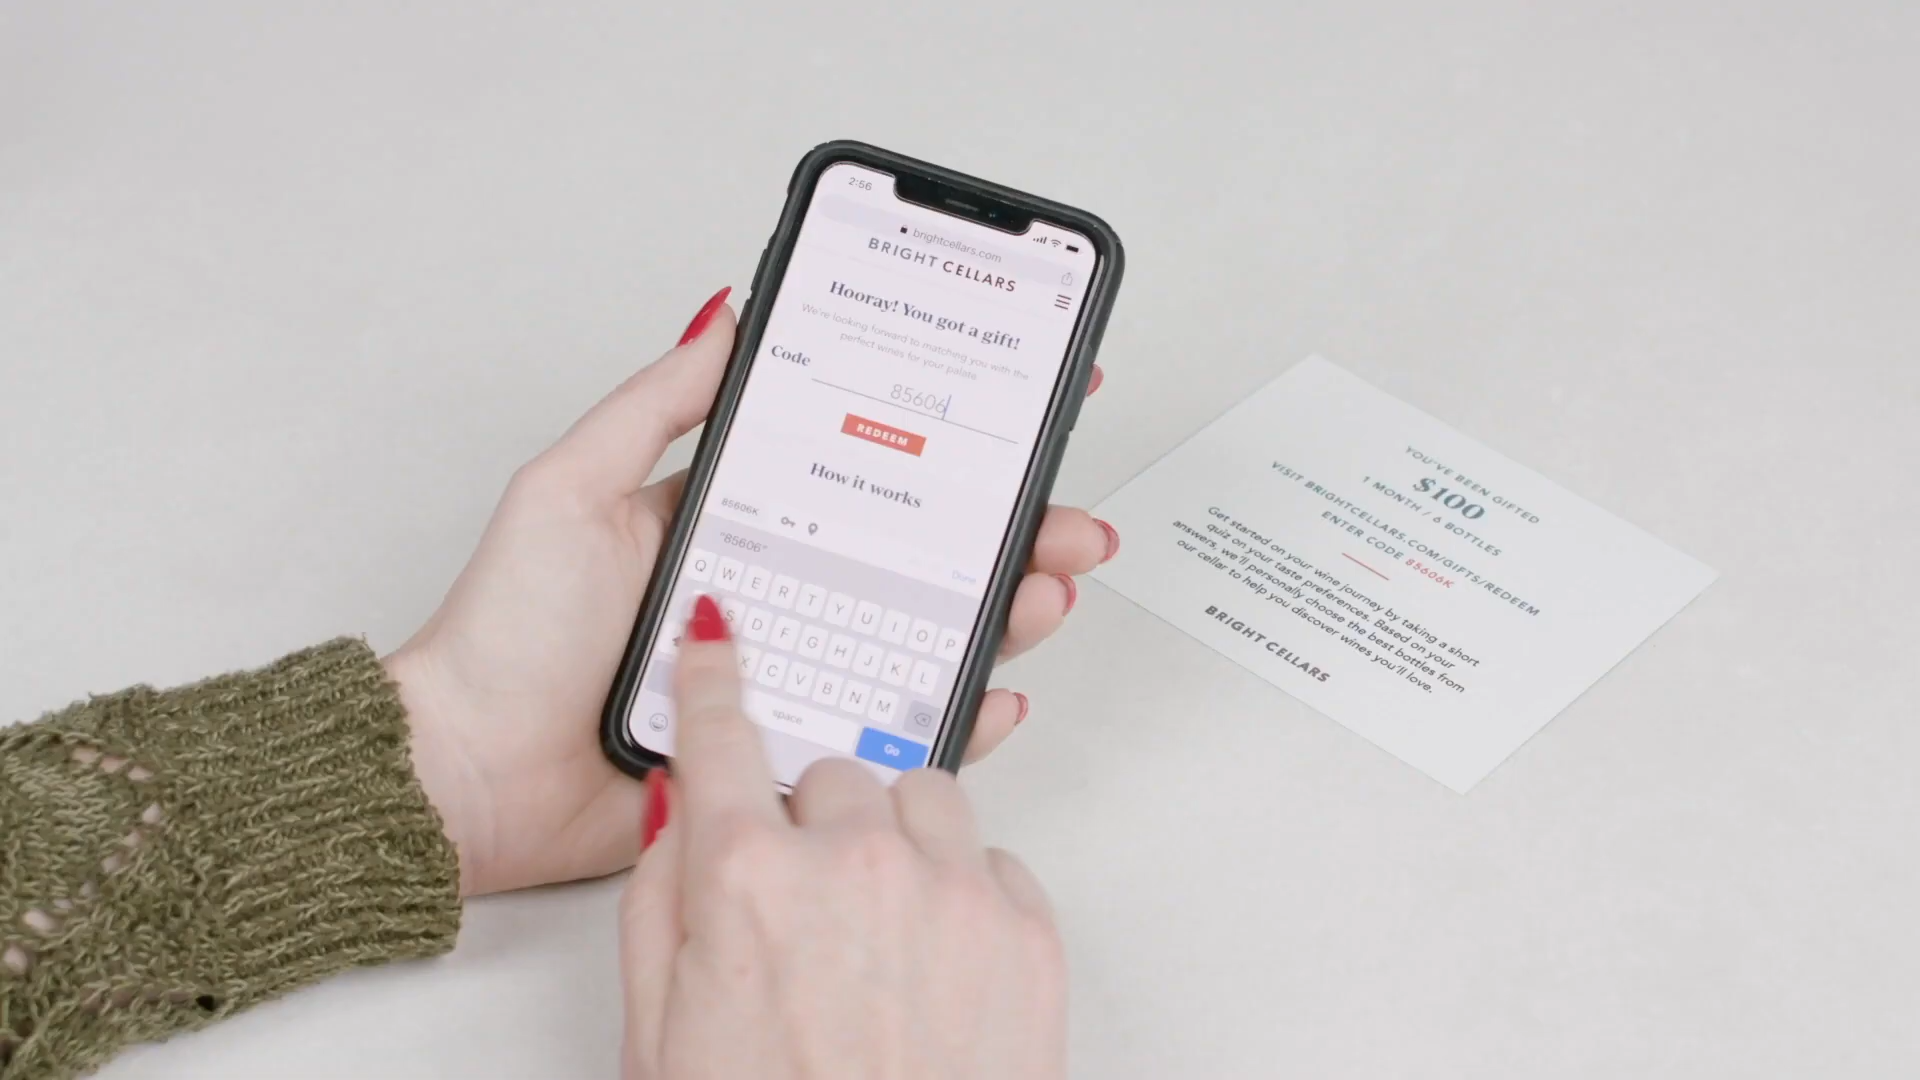 2:56
brightcellars.com
BRIGHT CELLARS
Hooray! You got a gift!
We're looking forward to matching you with the
perfect wines for your palate.
Code
85606
REDEEM
How it works
85606K
"85606"
Done
Q W E R T Y U I O P
S D F G H J K L
X C V B N M
space
Go
YOU'VE BEEN GIFTED
$100
1 MONTH / 6 BOTTLES
VISIT BRIGHTCELLARS.COM/GIFTS/REDEEM
ENTER CODE 85606K
Get started on your wine journey by taking a short
quiz on your taste preferences. Based on your
answers, we'll personally choose the best bottles from
our cellar to help you discover wines you'll love.
BRIGHT CELLARS